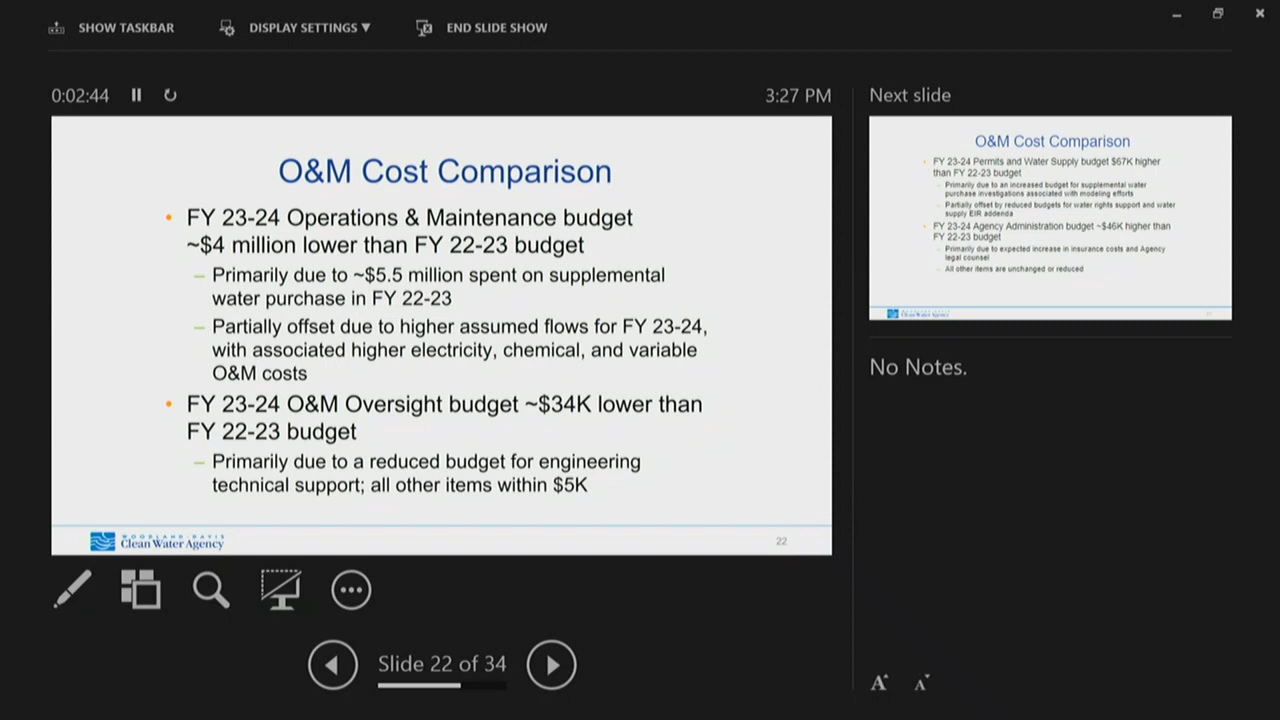 SHOW TASKBAR
DISPLAY SETTINGS ▼
END SLIDE SHOW
0:02:44
3:27 PM
O&M Cost Comparison
• FY 23-24 Operations & Maintenance budget
~$4 million lower than FY 22-23 budget
– Primarily due to ~$5.5 million spent on supplemental
water purchase in FY 22-23
– Partially offset due to higher assumed flows for FY 23-24,
with associated higher electricity, chemical, and variable
O&M costs
• FY 23-24 O&M Oversight budget ~$34K lower than
FY 22-23 budget
– Primarily due to a reduced budget for engineering
technical support; all other items within $5K
WOODLAND-DAVIS
Clean Water Agency
22
Slide 22 of 34
Next slide
O&M Cost Comparison
• FY 23-24 Permits and Water Supply budget $67K higher
than FY 22-23 budget
– Primarily due to an increased budget for supplemental water
purchase investigations associated with modeling efforts
– Partially offset by reduced budgets for water rights support and water
supply EIR addenda
• FY 23-24 Agency Administration budget ~$46K higher than
FY 22-23 budget
– Primarily due to expected increase in insurance costs and Agency
legal counsel
– All other items are unchanged or reduced
Clean Water Agency
No Notes.
A A